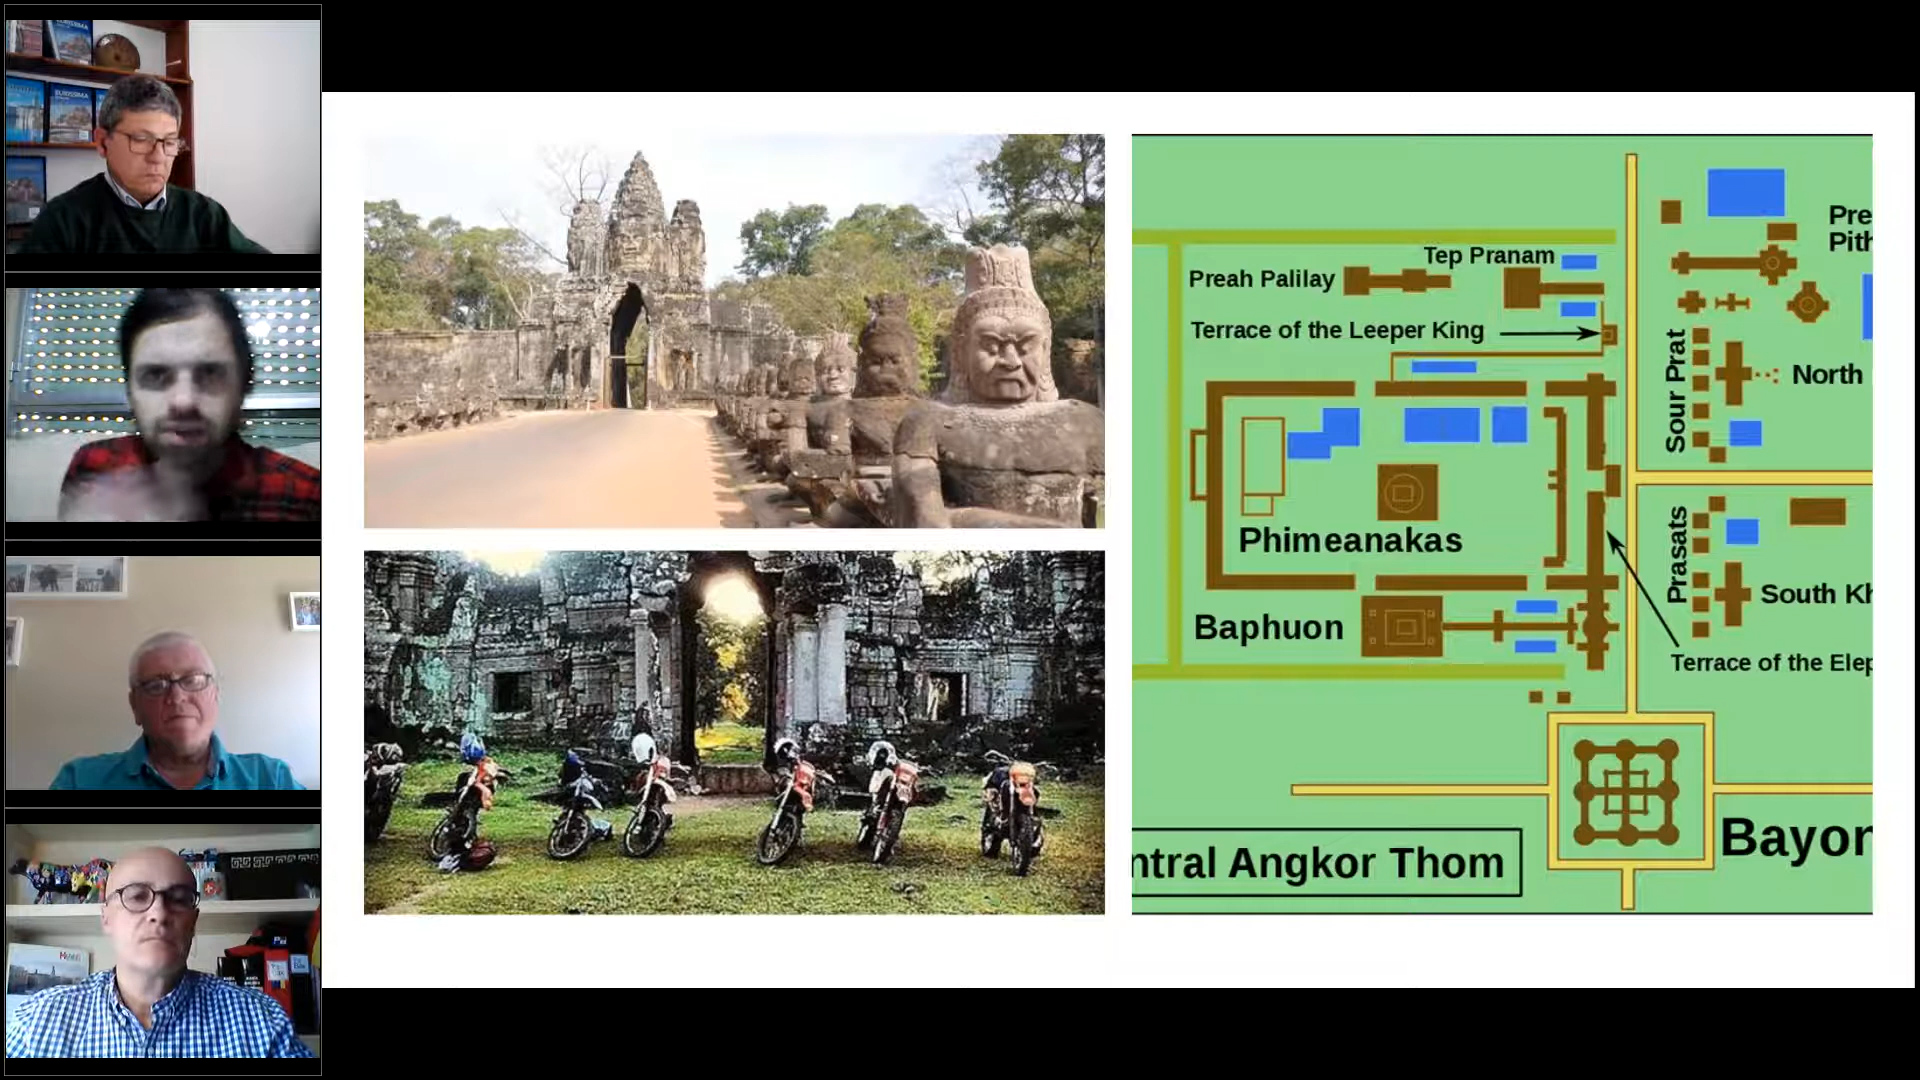 EURISSIMA
Tep Pranam
Preah Palilay
Terrace of the Leeper King
Pre
Pith
Sour Prat
North
Phimeanakas
Prasats
South Kh
Baphuon
Terrace of the Elep
Bayon
ntral Angkor Thom